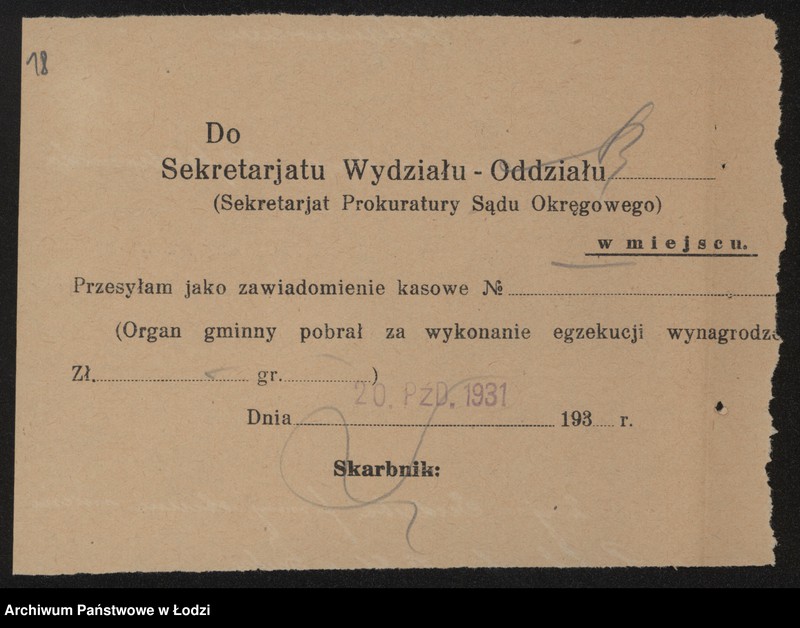 18
Do
Sekretarjatu Wydziału - Oddziału
(Sekretarjat Prokuratury Sądu Okręgowego)
w miejscu.
Przesyłam jako zawiadomienie kasowe №
(Organ gminny pobrał za wykonanie egzekucji wynagrodze
Zł. gr. )
20. PŹD. 1931
Dnia 193 r.
Skarbnik:
Archiwum Państwowe w Łodzi